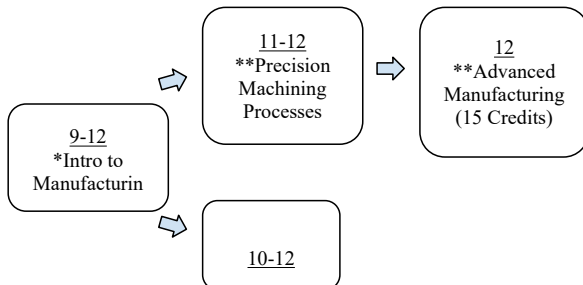 11-12
**Precision
Machining
Processes
12
**Advanced
Manufacturing
(15 Credits)
9-12
*Intro to
Manufacturin
10-12